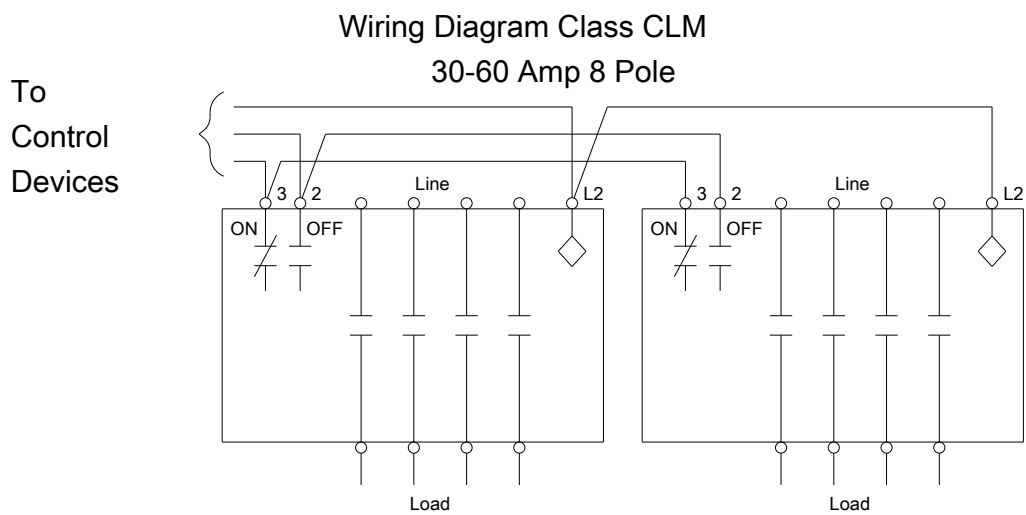 Wiring Diagram Class CLM
30-60 Amp 8 Pole
To
Control
Devices
3 2 Line L2
ON OFF
Load
3 2 Line L2
ON OFF
Load